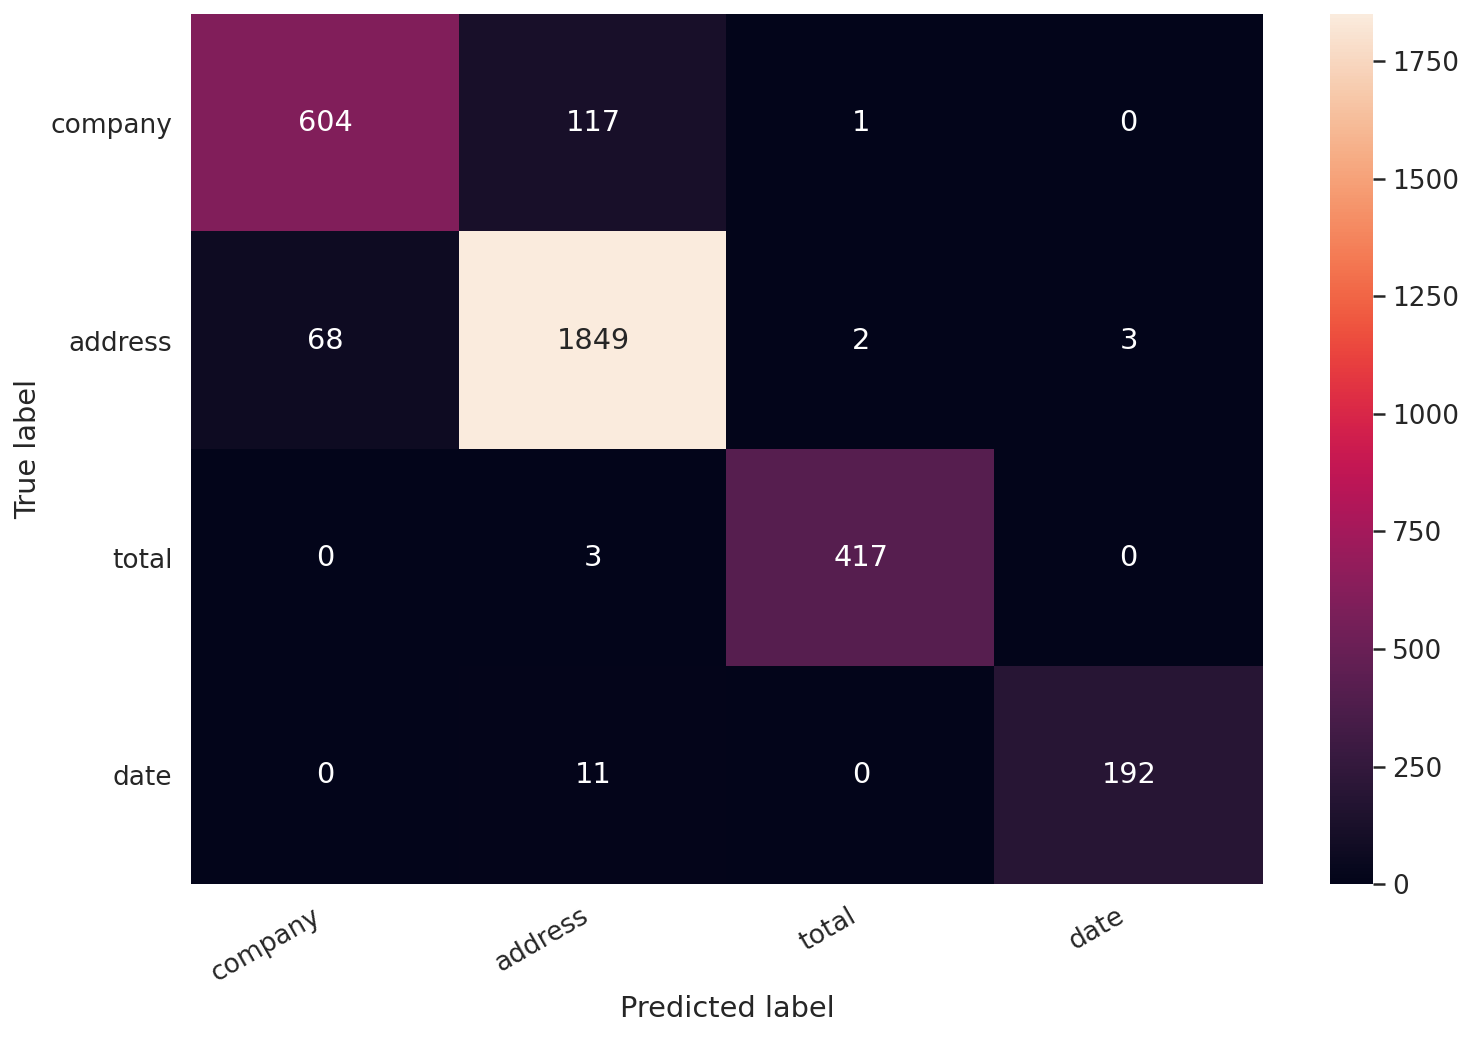 company 604 117 1 0
address 68 1849 2 3
total 0 3 417 0
date 0 11 0 192
company address total date
Predicted label
True label
1750
1500
1250
1000
750
500
250
0